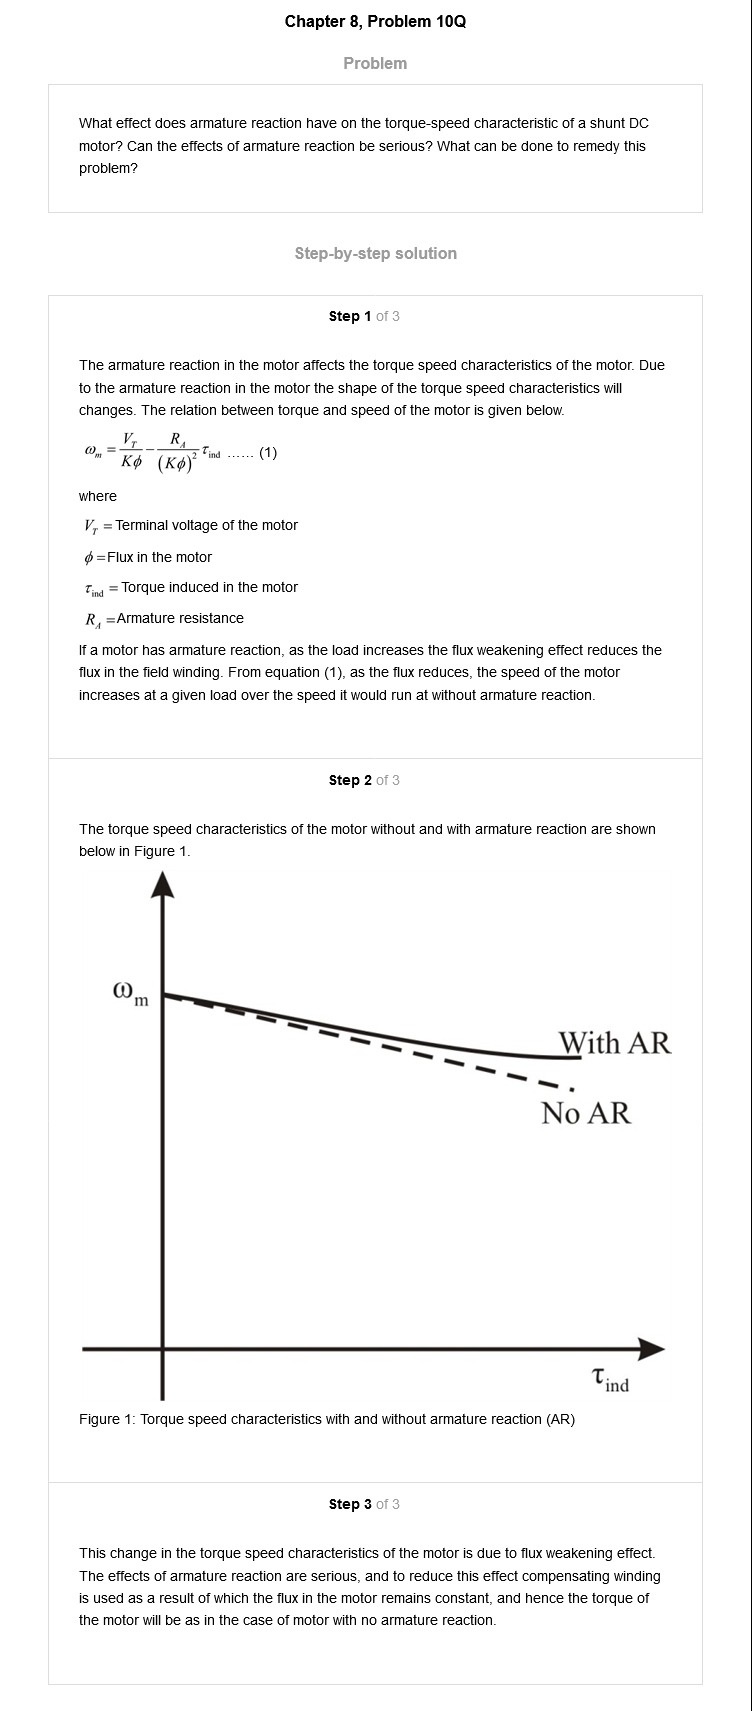 Chapter 8, Problem 10Q
Problem
What effect does armature reaction have on the torque-speed characteristic of a shunt DC
motor? Can the effects of armature reaction be serious? What can be done to remedy this
problem?
Step-by-step solution
Step 1 of 3
The armature reaction in the motor affects the torque speed characteristics of the motor. Due
to the armature reaction in the motor the shape of the torque speed characteristics will
changes. The relation between torque and speed of the motor is given below.
ω_m = V_T/Kϕ − R_A/(Kϕ)² τ_ind ...... (1)
where
V_T = Terminal voltage of the motor
ϕ =Flux in the motor
τ_ind = Torque induced in the motor
R_A =Armature resistance
If a motor has armature reaction, as the load increases the flux weakening effect reduces the
flux in the field winding. From equation (1), as the flux reduces, the speed of the motor
increases at a given load over the speed it would run at without armature reaction.
Step 2 of 3
The torque speed characteristics of the motor without and with armature reaction are shown
below in Figure 1.
ω_m
With AR
No AR
τ_ind
Figure 1: Torque speed characteristics with and without armature reaction (AR)
Step 3 of 3
This change in the torque speed characteristics of the motor is due to flux weakening effect.
The effects of armature reaction are serious, and to reduce this effect compensating winding
is used as a result of which the flux in the motor remains constant, and hence the torque of
the motor will be as in the case of motor with no armature reaction.